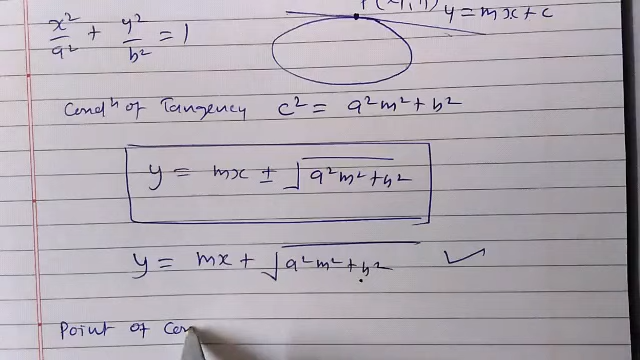 x²/a² + y²/b² = 1
y = mx + c
Condⁿ of Tangency c² = a²m² + b²
y = mx ± √a²m² + b²
y = mx + √a²m² + b²
Point of Con